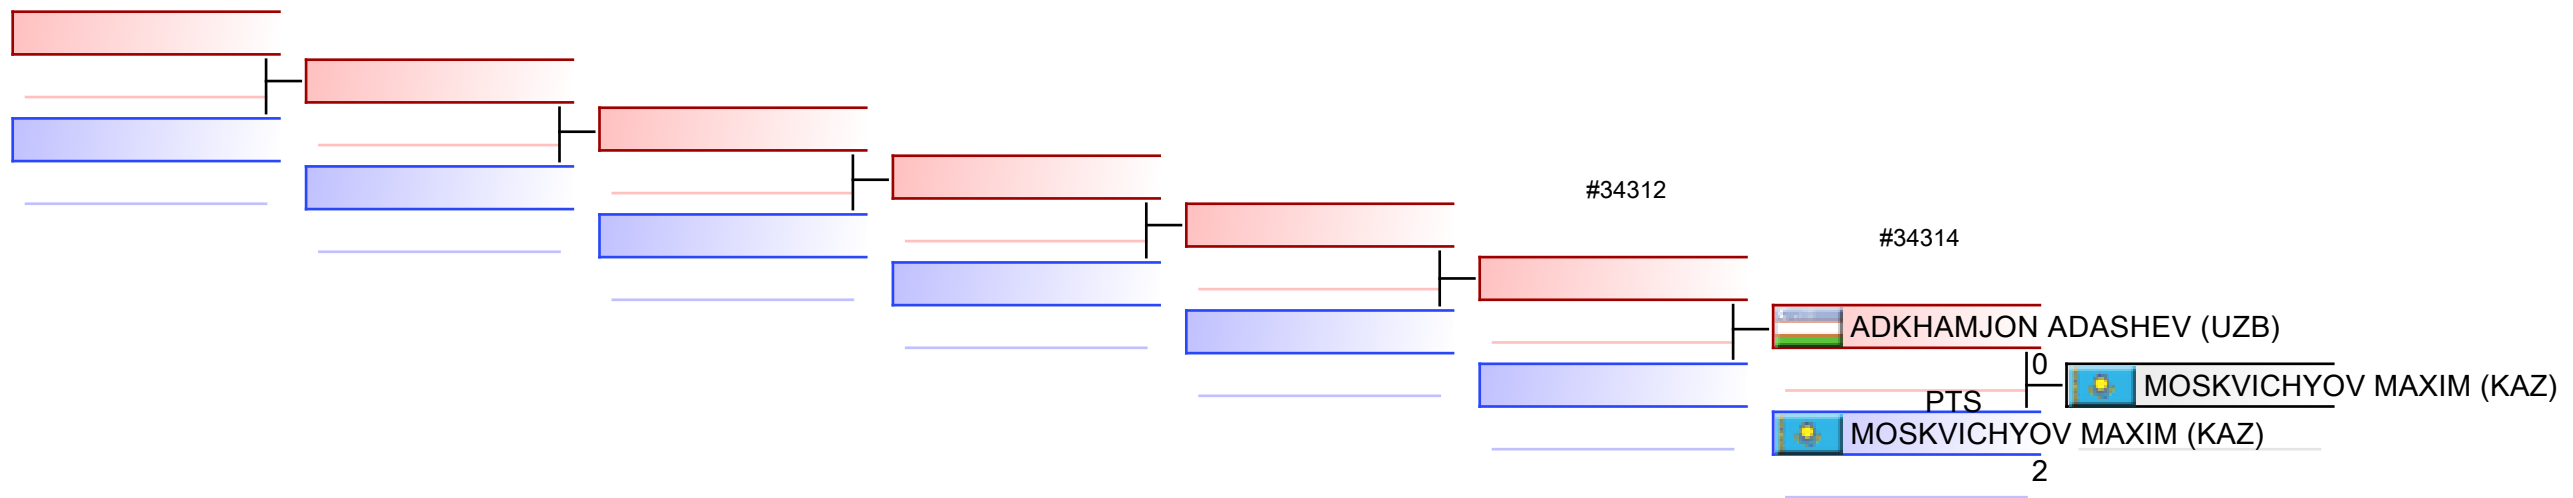 #34312
#34314
ADKHAMJON ADASHEV (UZB)
0
MOSKVICHYOV MAXIM (KAZ)
PTS
MOSKVICHYOV MAXIM (KAZ)
2